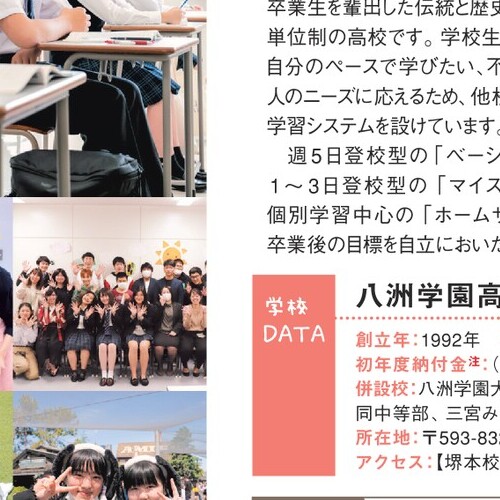 卒業生を輩出した伝統と歴史
単位制の高校です。学校生
自分のペースで学びたい、不
人のニーズに応えるため、他校
学習システムを設けています。
週5日登校型の「ベーシ
1〜3日登校型の「マイス
個別学習中心の「ホームサ
卒業後の目標を自立におい
学校
DATA
八洲学園高
創立年：1992年
初年度納付金注：（
併設校：八洲学園大
同中等部、三宮み
所在地：〒593-832
アクセス：【堺本校